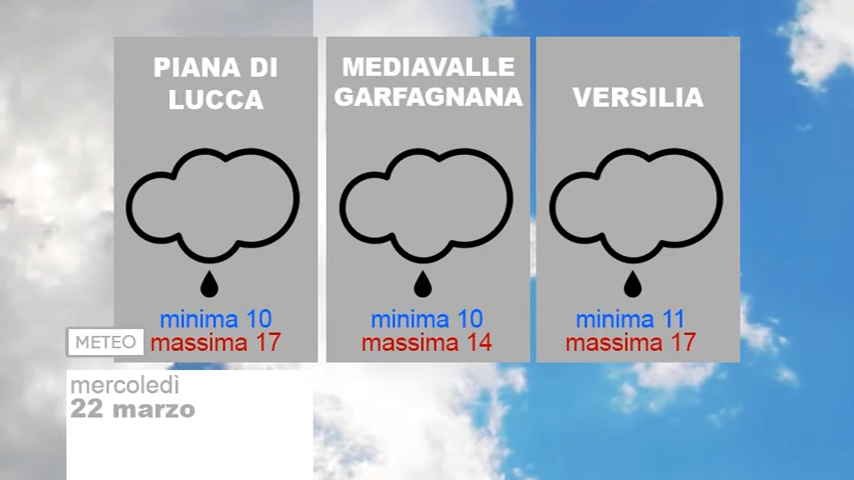 PIANA DI
LUCCA
minima 10
massima 17
MEDIAVALLE
GARFAGNANA
minima 10
massima 14
VERSILIA
minima 11
massima 17
METEO
mercoledì
22 marzo